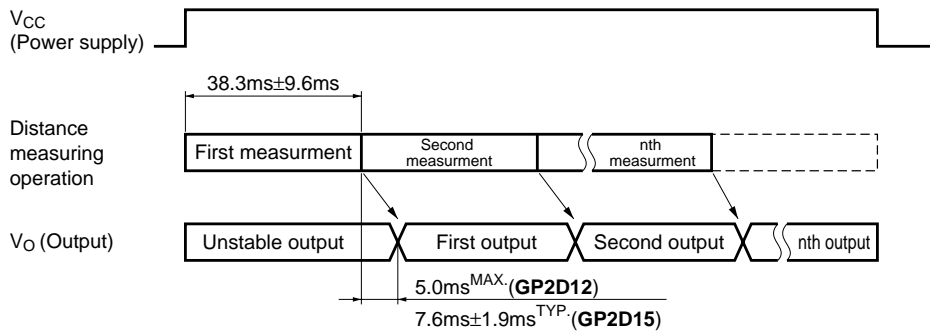 VCC
(Power supply)
38.3ms±9.6ms
Distance
measuring
operation
First measurment
Second
measurment
nth
measurment
VO (Output)
Unstable output
First output
Second output
nth output
5.0msMAX.(GP2D12)
7.6ms±1.9msTYP.(GP2D15)